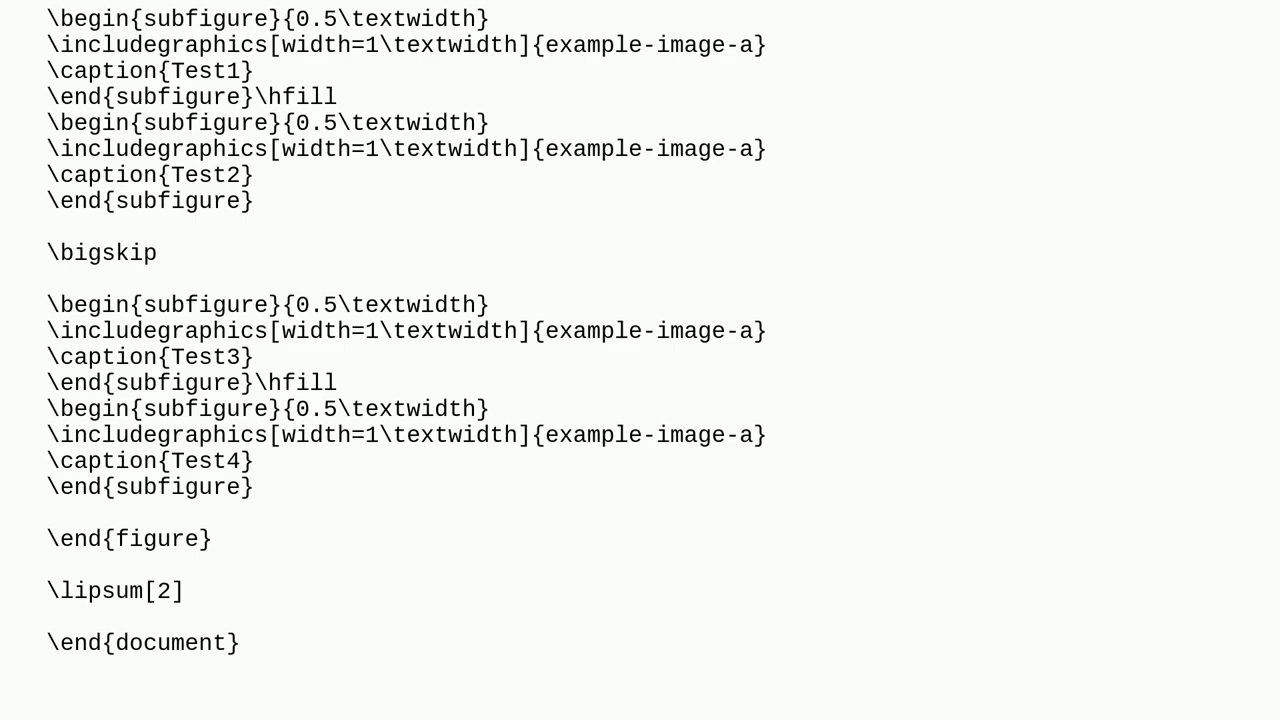 \begin{subfigure}{0.5\textwidth}
\includegraphics[width=1\textwidth]{example-image-a}
\caption{Test1}
\end{subfigure}\hfill
\begin{subfigure}{0.5\textwidth}
\includegraphics[width=1\textwidth]{example-image-a}
\caption{Test2}
\end{subfigure}

\bigskip

\begin{subfigure}{0.5\textwidth}
\includegraphics[width=1\textwidth]{example-image-a}
\caption{Test3}
\end{subfigure}\hfill
\begin{subfigure}{0.5\textwidth}
\includegraphics[width=1\textwidth]{example-image-a}
\caption{Test4}
\end{subfigure}

\end{figure}

\lipsum[2]

\end{document}